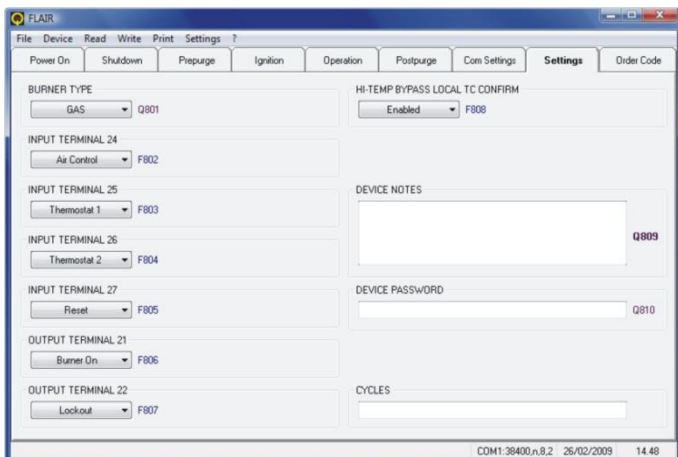 FLAIR
File Device Read Write Print Settings ?
Power On Shutdown Prepurge Ignition Operation Postpurge Com Settings Settings Order Code
BURNER TYPE
GAS Q801
HI-TEMP BYPASS LOCAL TC CONFIRM
Enabled F808
INPUT TERMINAL 24
Air Control F802
INPUT TERMINAL 25
Thermostat 1 F803
DEVICE NOTES
Q809
INPUT TERMINAL 26
Thermostat 2 F804
INPUT TERMINAL 27
Reset F805
DEVICE PASSWORD
Q810
OUTPUT TERMINAL 21
Burner On F806
OUTPUT TERMINAL 22
Lockout F807
CYCLES
COM1:38400,n,8,2 26/02/2009 14.48